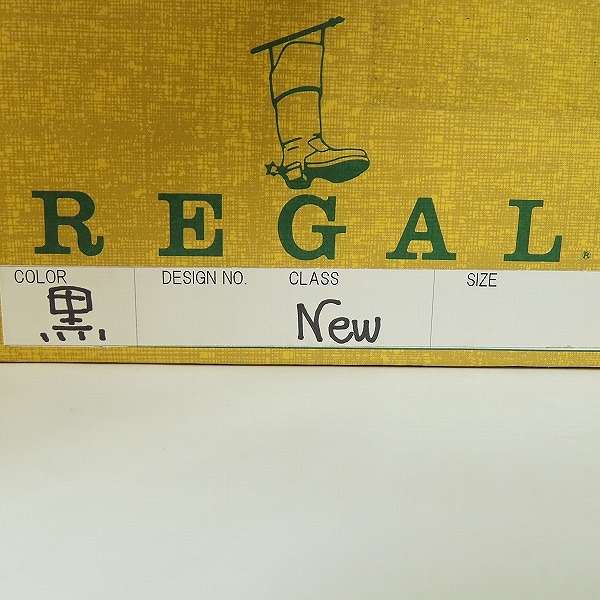 REGAL®
COLOR DESIGN NO. CLASS SIZE
黒 New